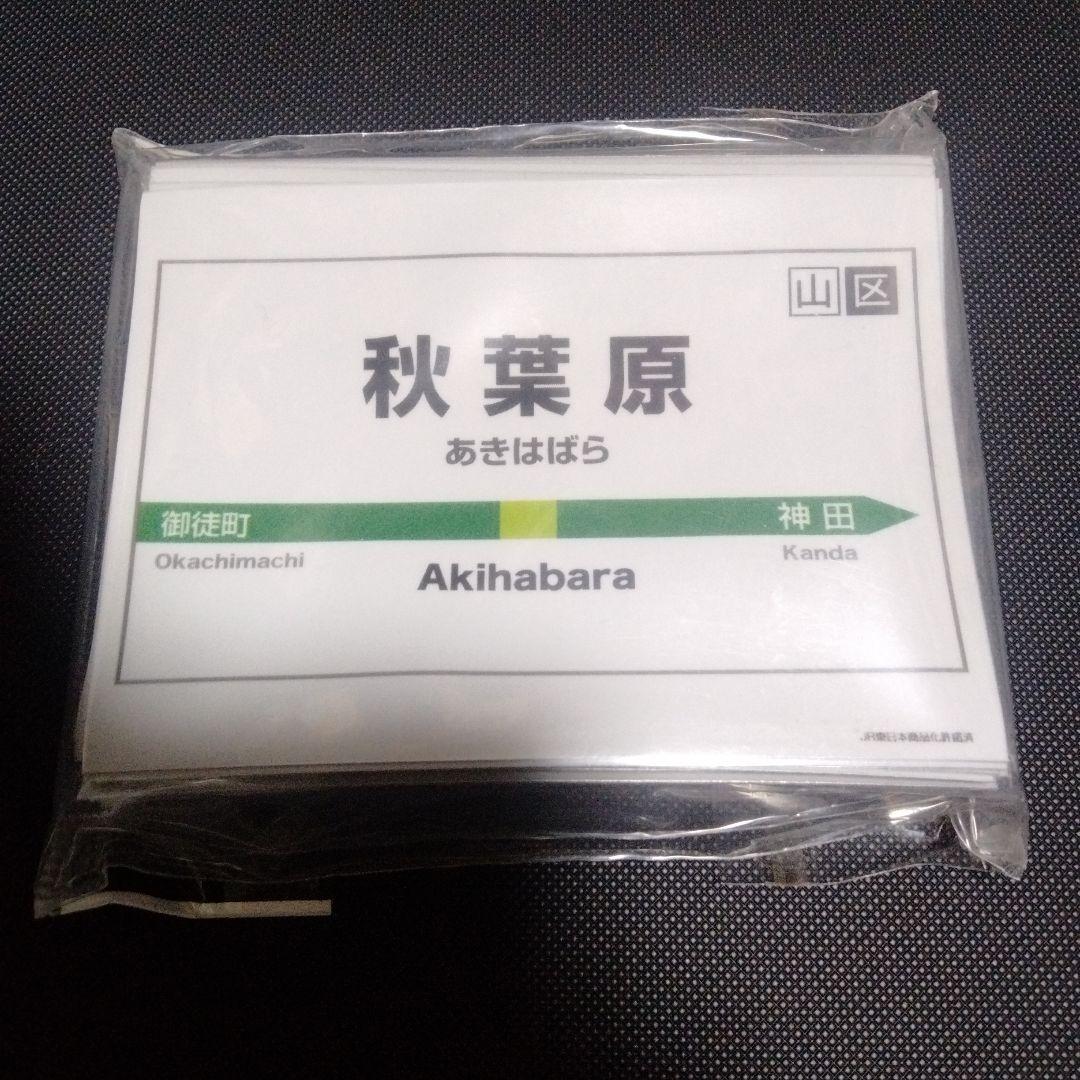 山 区
秋葉原
あきはばら
御徒町 神田
Okachimachi Kanda
Akihabara